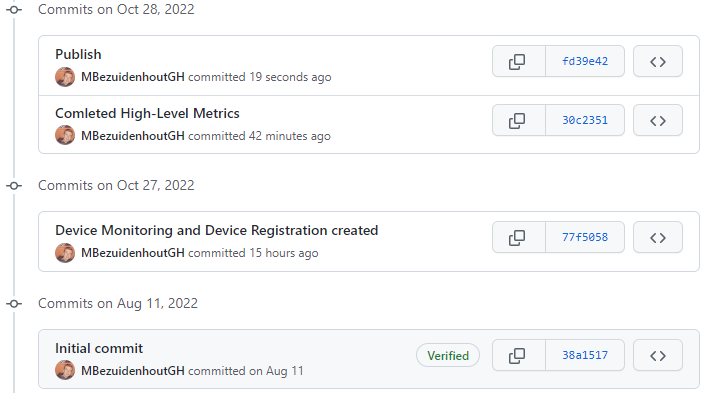 Commits on Oct 28, 2022
Publish
fd39e42
MBezuidenhoutGH committed 19 seconds ago
Comleted High-Level Metrics
30c2351
MBezuidenhoutGH committed 42 minutes ago
Commits on Oct 27, 2022
Device Monitoring and Device Registration created
77f5058
MBezuidenhoutGH committed 15 hours ago
Commits on Aug 11, 2022
Initial commit
Verified
38a1517
MBezuidenhoutGH committed on Aug 11